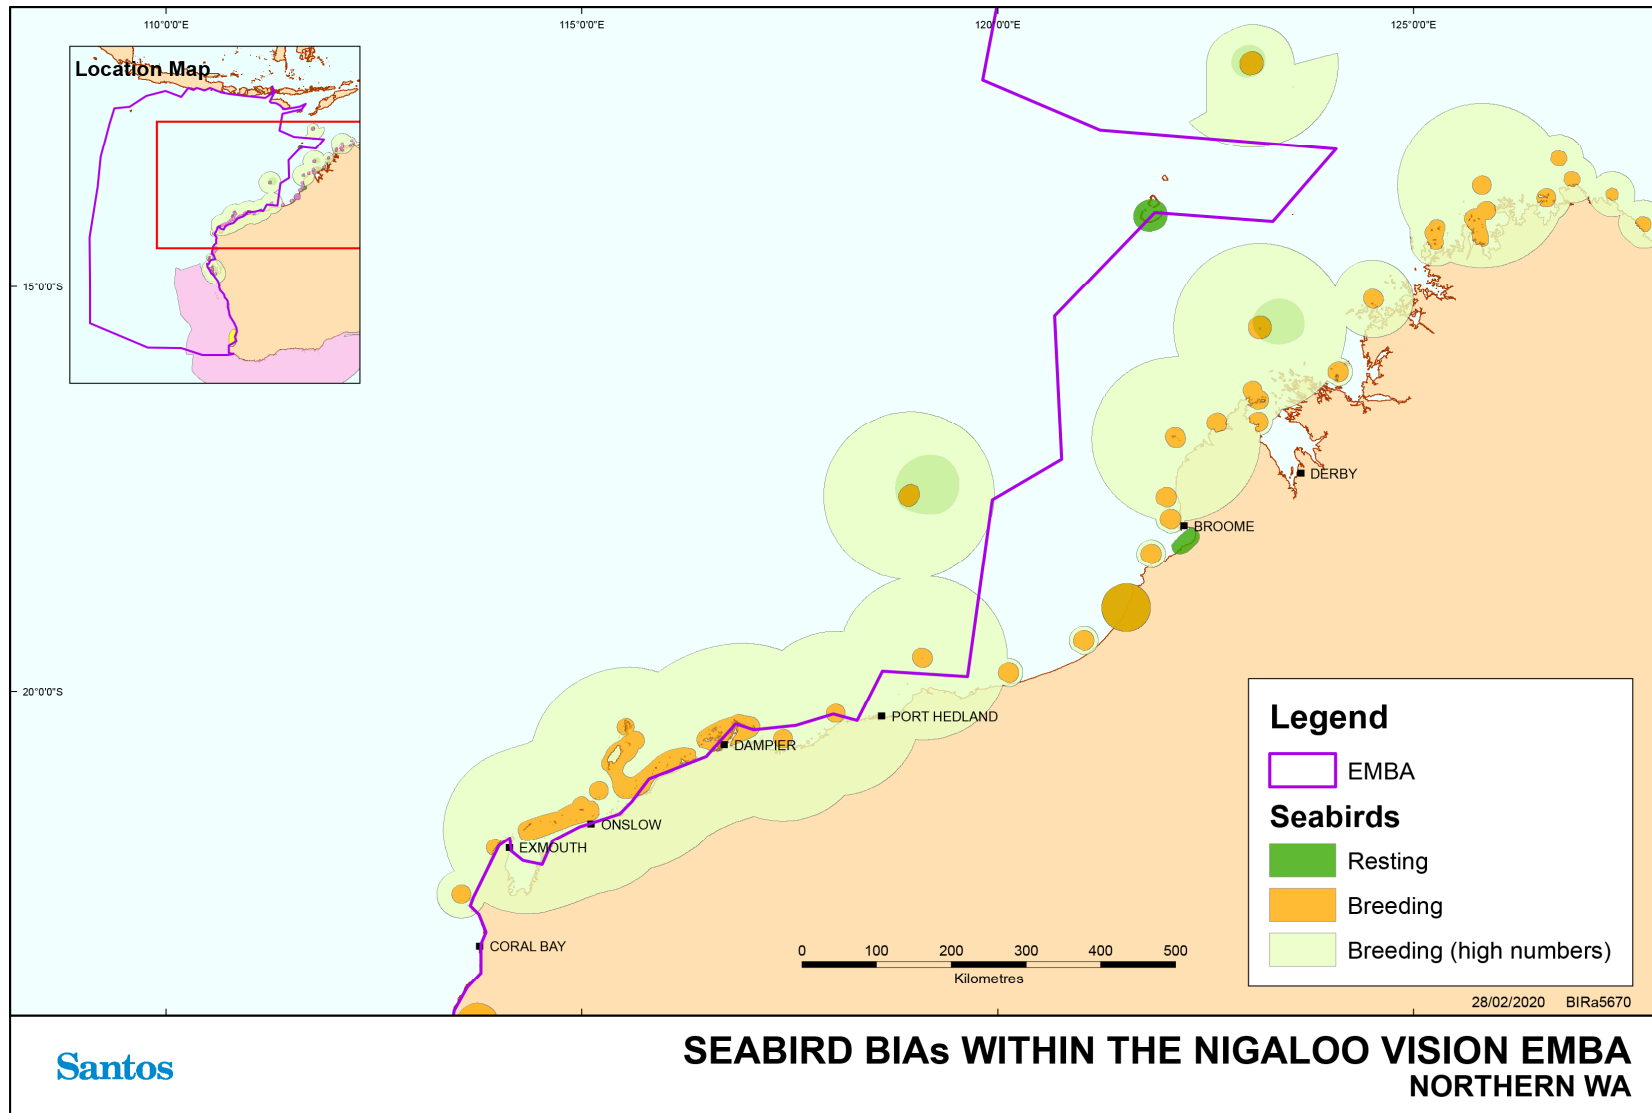 110°0'0"E
115°0'0"E
120°0'0"E
125°0'0"E
Location Map
15°0'0"S
20°0'0"S
DERBY
BROOME
PORT HEDLAND
DAMPIER
ONSLOW
EXMOUTH
CORAL BAY
0 100 200 300 400 500
Kilometres
Legend
EMBA
Seabirds
Resting
Breeding
Breeding (high numbers)
28/02/2020 BIRa5670
Santos
SEABIRD BIAs WITHIN THE NIGALOO VISION EMBA
NORTHERN WA